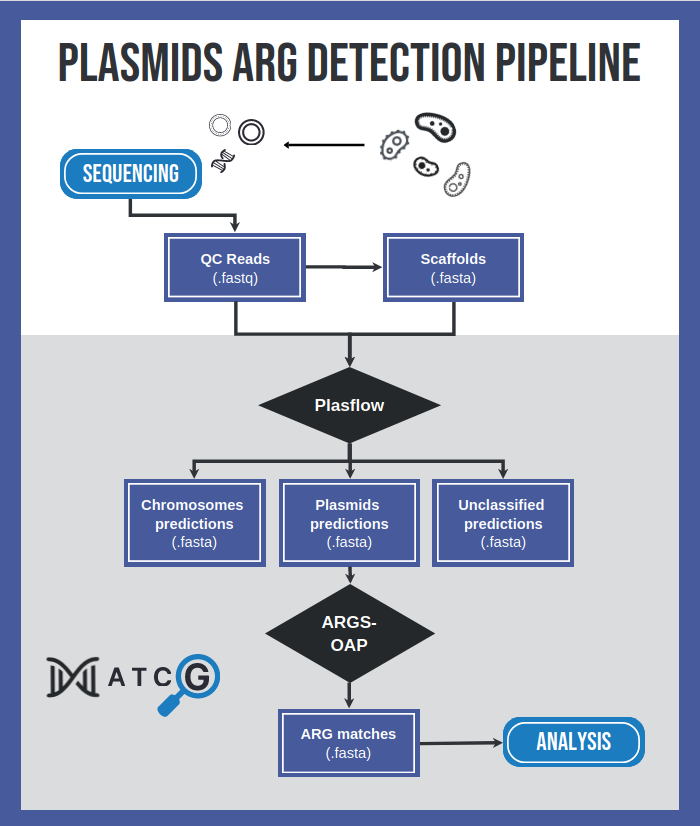 PLASMIDS ARG DETECTION PIPELINE
SEQUENCING
QC Reads
(.fastq)
Scaffolds
(.fasta)
Plasflow
Chromosomes
predictions
(.fasta)
Plasmids
predictions
(.fasta)
Unclassified
predictions
(.fasta)
ARGS-
OAP
ATCG
ARG matches
(.fasta)
ANALYSIS